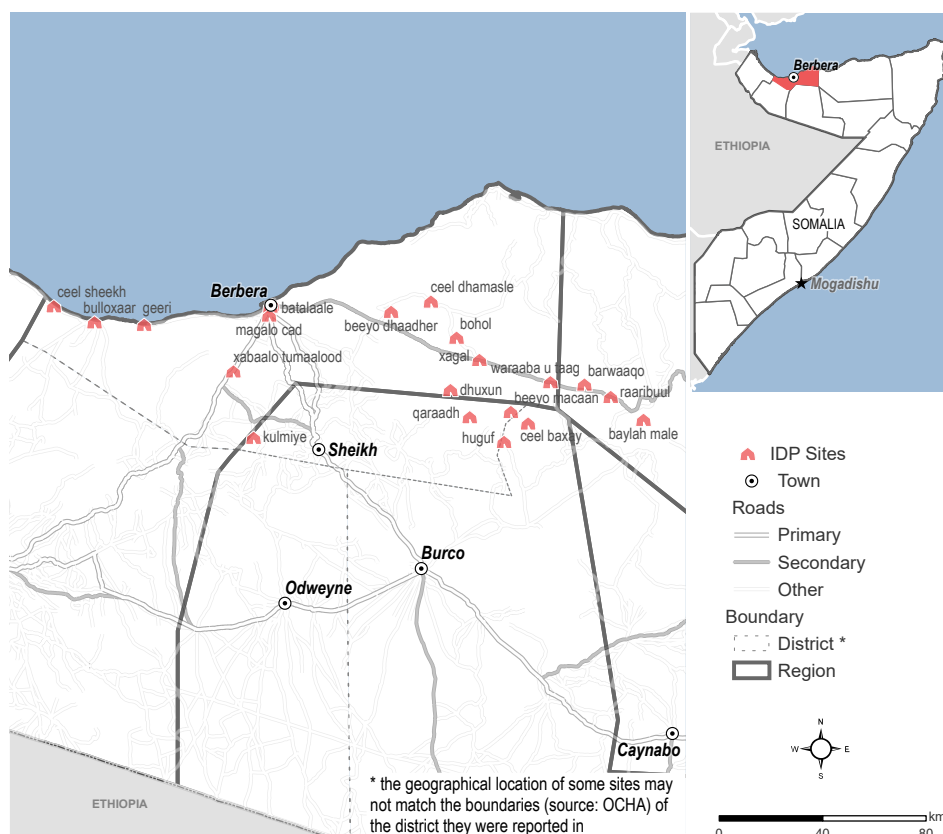 Berbera
ETHIOPIA
SOMALIA
Mogadishu
ceel sheekh
bulloxaar
geeri
Berbera
batalaale
magalo cad
ceel dhamasle
beeyo dhaadher
bohol
xagal
xabaalo tumaalood
waraaba u taag
barwaaqo
dhuxun
beeyo macaan
raaribuul
qaraadh
kulmiye
huguf
ceel baxay
baylah male
Sheikh
Burco
Odweyne
Caynabo
ETHIOPIA
* the geographical location of some sites may
not match the boundaries (source: OCHA) of
the district they were reported in
IDP Sites
Town
Roads
Primary
Secondary
Other
Boundary
District *
Region
N
W
E
S
km
0
40
80